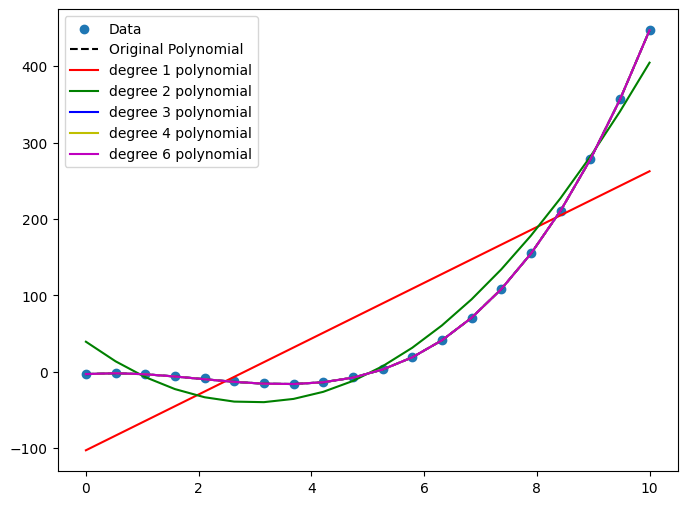 Data
Original Polynomial
degree 1 polynomial
degree 2 polynomial
degree 3 polynomial
degree 4 polynomial
degree 6 polynomial
400
300
200
100
0
−100
0 2 4 6 8 10